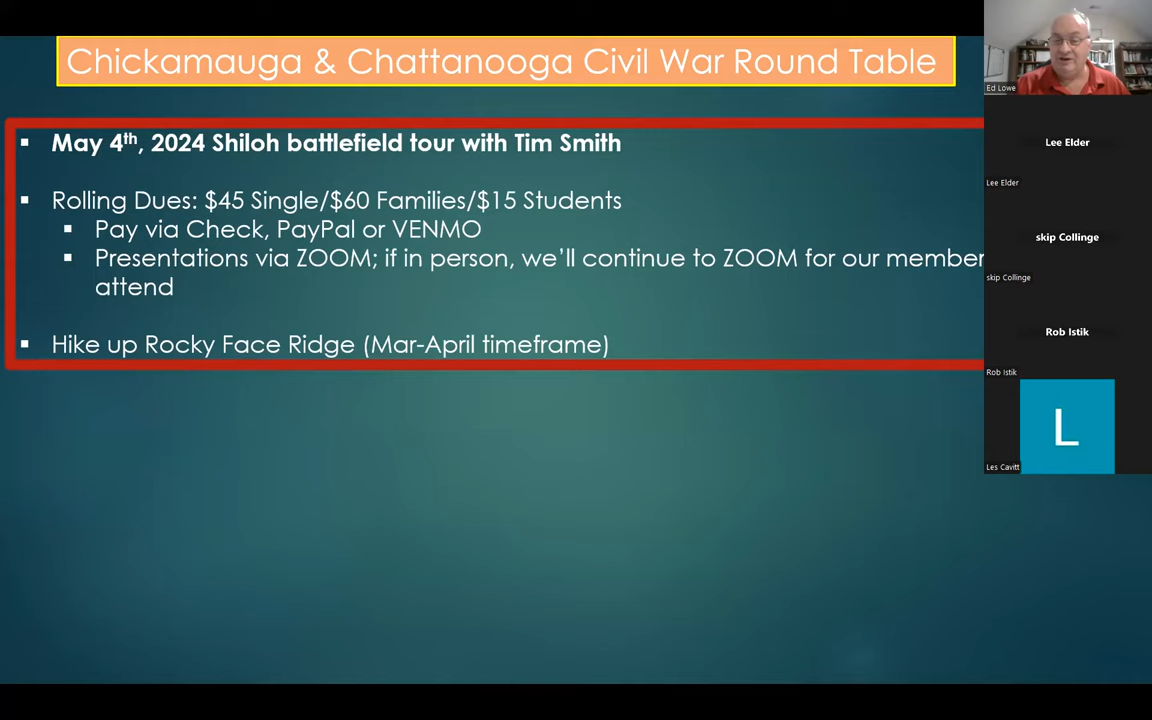 Chickamauga & Chattanooga Civil War Round Table
May 4th, 2024 Shiloh battlefield tour with Tim Smith
Rolling Dues: $45 Single/$60 Families/$15 Students
Pay via Check, PayPal or VENMO
Presentations via ZOOM; if in person, we'll continue to ZOOM for our member
attend
Hike up Rocky Face Ridge (Mar-April timeframe)
Ed Lowe
Lee Elder
Lee Elder
skip Collinge
skip Collinge
Rob Istik
Rob Istik
L
Les Cavitt